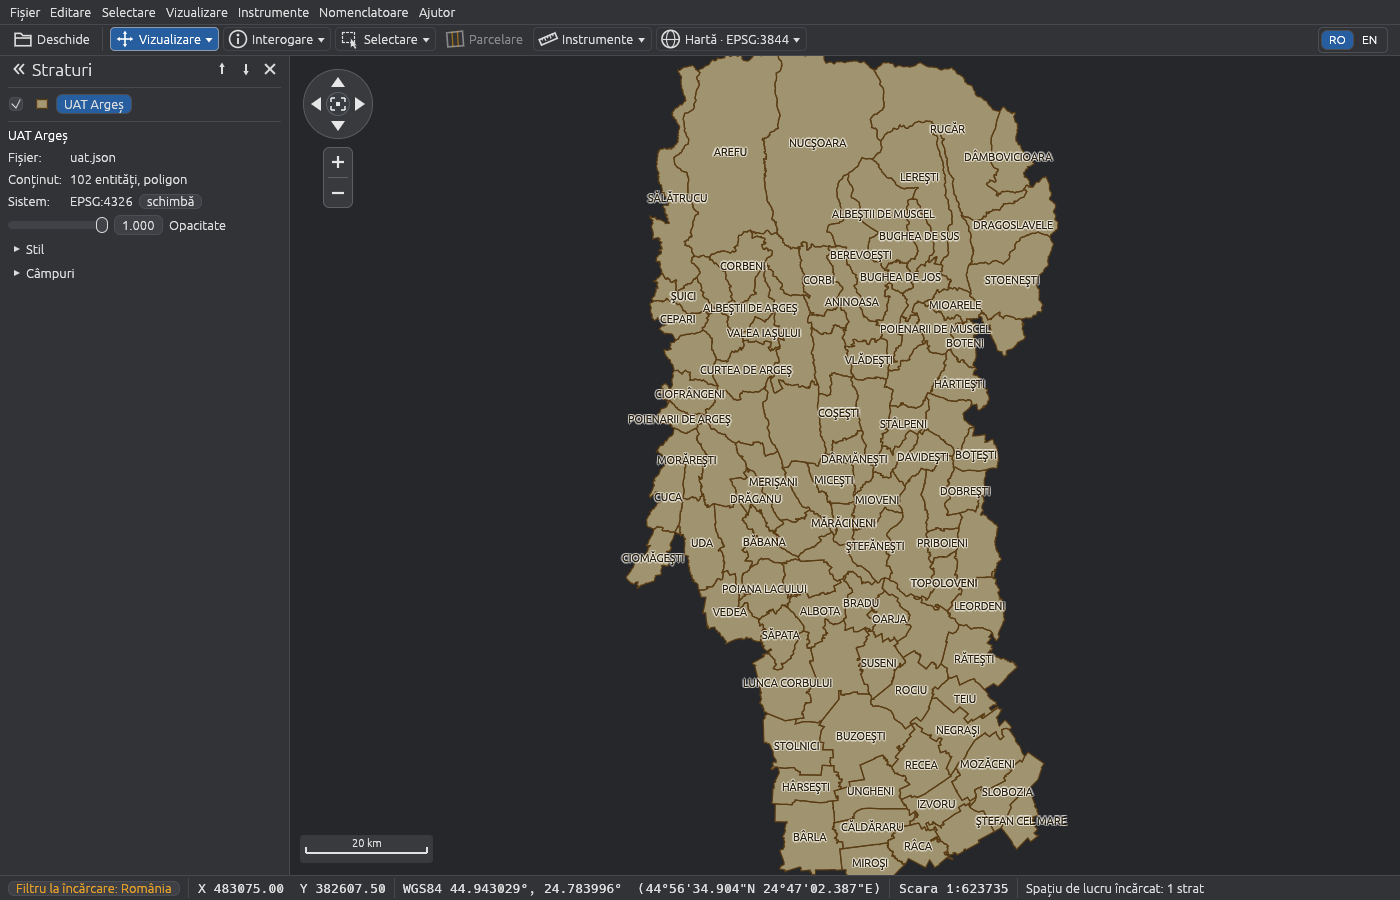 Fișier Editare Selectare Vizualizare Instrumente Nomenclatoare Ajutor
Deschide Vizualizare Interogare Selectare Parcelare Instrumente Hartă · EPSG:3844 RO EN
Straturi
UAT Argeș
UAT Argeș
Fișier: uat.json
Conținut: 102 entități, poligon
Sistem: EPSG:4326 schimbă
1.000 Opacitate
Stil
Câmpuri
RUCĂR
NUCȘOARA
AREFU
DÂMBOVICIOARA
LEREȘTI
SĂLĂTRUCU
ALBEȘTII DE MUSCEL
DRAGOSLAVELE
BUGHEA DE SUS
BEREVOEȘTI
CORBENI
BUGHEA DE JOS
CORBI
STOENEȘTI
ȘUICI
ANINOASA
MIOARELE
ALBEȘTII DE ARGEȘ
CEPARI
POIENARII DE MUSCEL
VALEA IAȘULUI
BOTENI
VLĂDEȘTI
CURTEA DE ARGEȘ
HÂRTIEȘTI
CIOFRÂNGENI
COȘEȘTI
POIENARII DE ARGEȘ
STÂLPENI
BOTEȘTI
DAVIDEȘTI
DÂRMĂNEȘTI
MORĂREȘTI
MICEȘTI
MERIȘANI
DOBREȘTI
CUCA
DRĂGANU
MIOVENI
MĂRĂCINENI
UDA
BĂBANA
PRIBOIENI
ȘTEFĂNEȘTI
CIOMĂGEȘTI
TOPOLOVENI
POIANA LACULUI
BRADU
LEORDENI
VEDEA
ALBOTA
OARJA
SĂPATA
RĂTEȘTI
SUSENI
LUNCA CORBULUI
ROCIU
TEIU
NEGRAȘI
BUZOEȘTI
STOLNICI
RECEA
MOZĂCENI
HÂRSEȘTI
UNGHENI
SLOBOZIA
IZVORU
ȘTEFAN CEL MARE
CĂLDĂRARU
BÂRLA
RÂCA
MIROȘI
20 km
Filtru la încărcare: România X 483075.00 Y 382607.50 WGS84 44.943029°, 24.783996° (44°56'34.904"N 24°47'02.387"E) Scara 1:623735 Spațiu de lucru încărcat: 1 strat